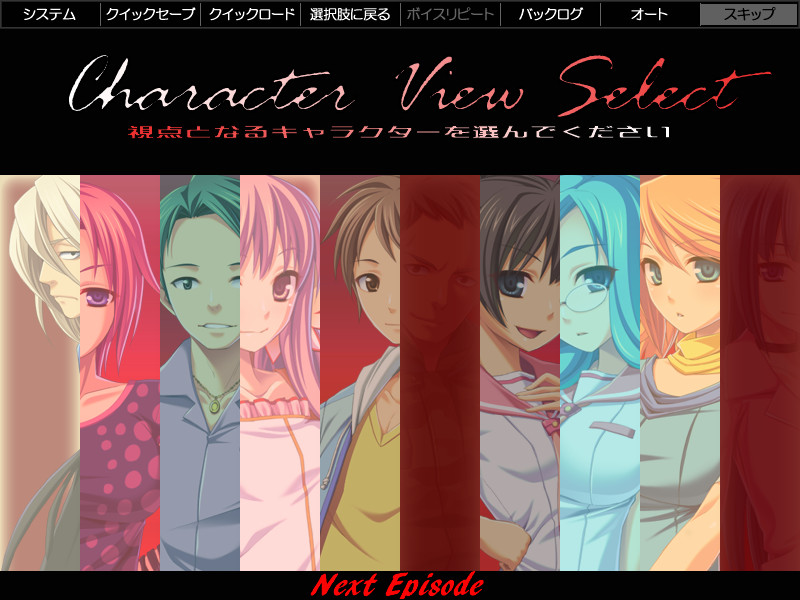 システム クイックセーブ クイックロード 選択肢に戻る ボイスリピート バックログ オート スキップ
Character View Select
視点となるキャラクターを選んでください
Next Episode